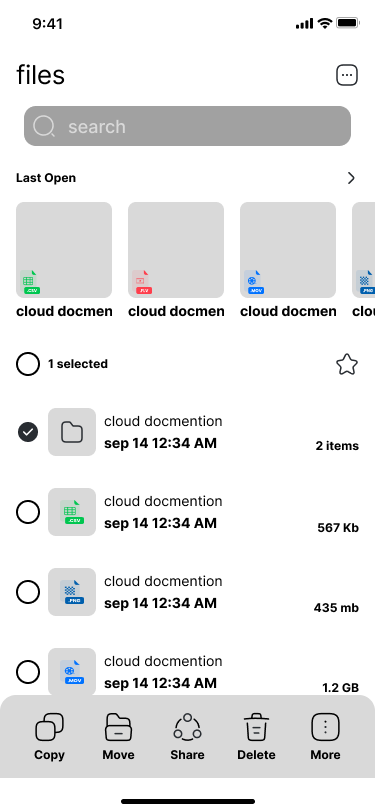 9:41
files
search
Last Open
.CSV
.FLV
.MOV
.PNG
cloud docmen
cloud docmen
cloud docmen
clou
1 selected
cloud docmention
sep 14 12:34 AM
2 items
cloud docmention
.CSV
sep 14 12:34 AM
567 Kb
cloud docmention
.PNG
sep 14 12:34 AM
435 mb
cloud docmention
.MOV
sep 14 12:34 AM
1.2 GB
Copy
Move
Share
Delete
More